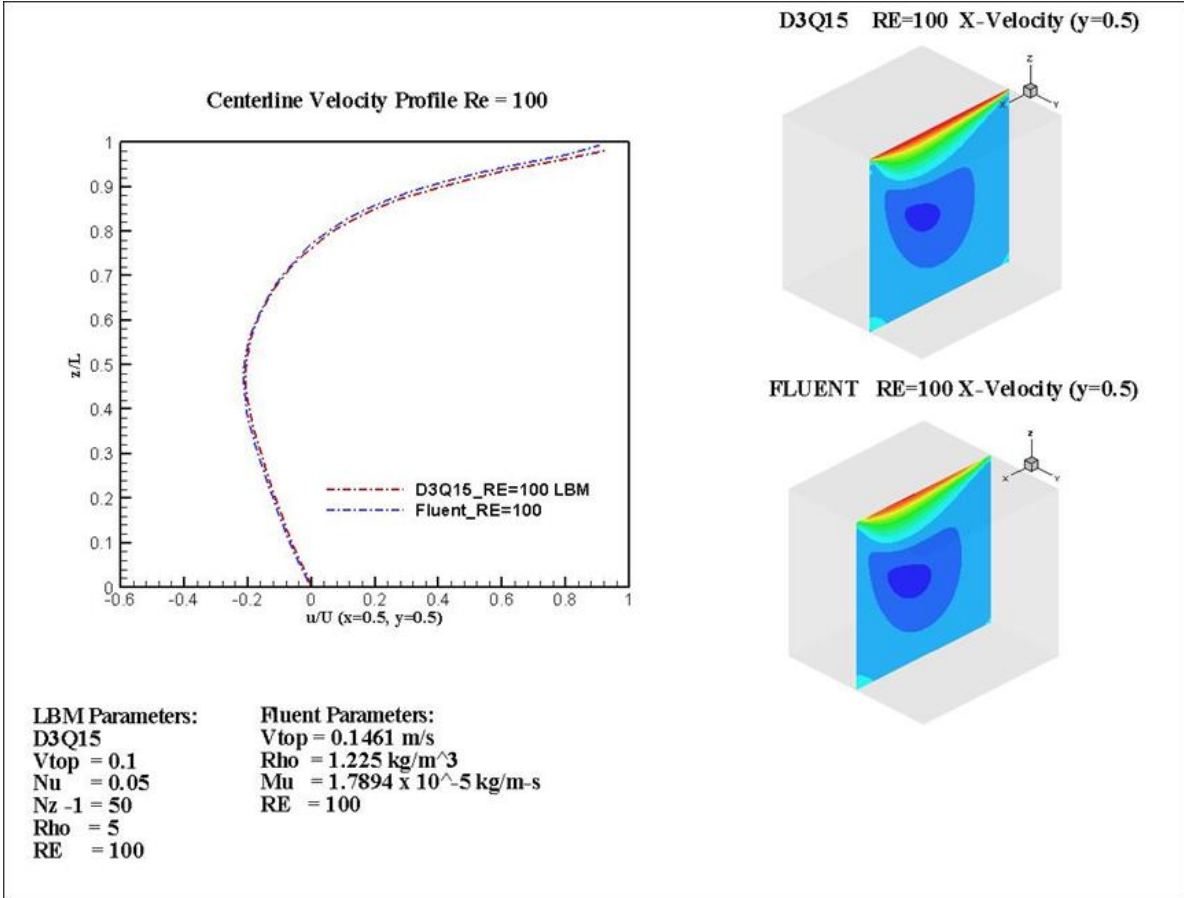 D3Q15 RE=100 X-Velocity (y=0.5)
Z
X
Y
Centerline Velocity Profile Re = 100
1
0.9
0.8
0.7
0.6
0.5
0.4
0.3
0.2
0.1
0
z/L
-0.6
-0.4
-0.2
0
0.2
0.4
0.6
0.8
1
u/U (x=0.5, y=0.5)
D3Q15_RE=100 LBM
Fluent_RE=100
FLUENT RE=100 X-Velocity (y=0.5)
Z
X
Y
LBM Parameters:
D3Q15
Vtop = 0.1
Nu = 0.05
Nz -1 = 50
Rho = 5
RE = 100
Fluent Parameters:
Vtop = 0.1461 m/s
Rho = 1.225 kg/m^3
Mu = 1.7894 x 10^-5 kg/m-s
RE = 100